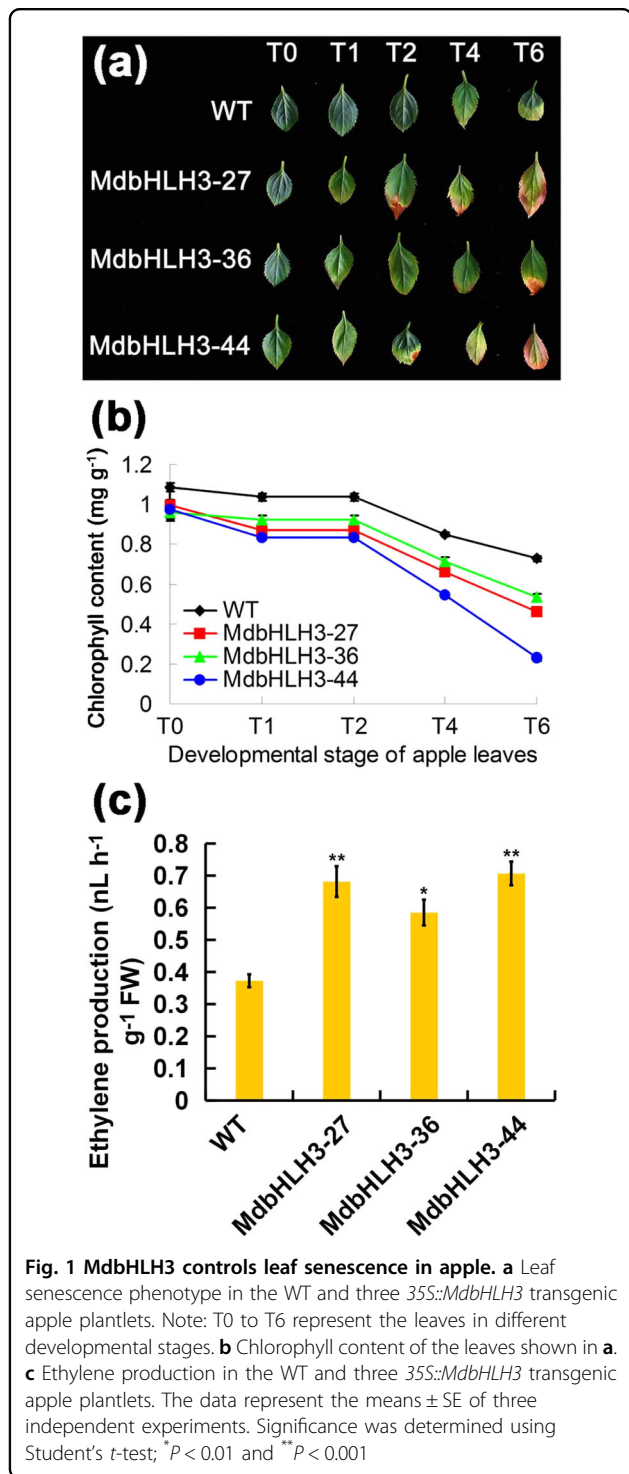 (a)
T0 T1 T2 T4 T6
WT
MdbHLH3-27
MdbHLH3-36
MdbHLH3-44
(b)
Chlorophyll content (mg g⁻¹)
1.2
1
0.8
0.6
0.4
0.2
0
WT
MdbHLH3-27
MdbHLH3-36
MdbHLH3-44
T0 T1 T2 T4 T6
Developmental stage of apple leaves
(c)
Ethylene production (nL h⁻¹
g⁻¹ FW)
0.8
0.7
0.6
0.5
0.4
0.3
0.2
0.1
0
** * **
WT MdbHLH3-27 MdbHLH3-36 MdbHLH3-44
Fig. 1 MdbHLH3 controls leaf senescence in apple. a Leaf
senescence phenotype in the WT and three 35S::MdbHLH3 transgenic
apple plantlets. Note: T0 to T6 represent the leaves in different
developmental stages. b Chlorophyll content of the leaves shown in a.
c Ethylene production in the WT and three 35S::MdbHLH3 transgenic
apple plantlets. The data represent the means ± SE of three
independent experiments. Significance was determined using
Student's t-test; *P < 0.01 and **P < 0.001